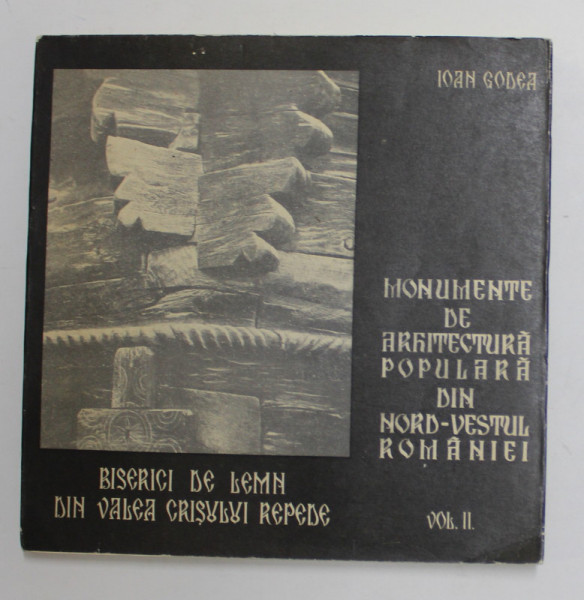 IOAN GODEA
MONUMENTE
DE
ARHITECTURĂ
POPULARĂ
DIN
NORD-VESTUL
ROMÂNIEI
BISERICI DE LEMN
DIN VALEA CRIȘULUI REPEDE
VOL. II.